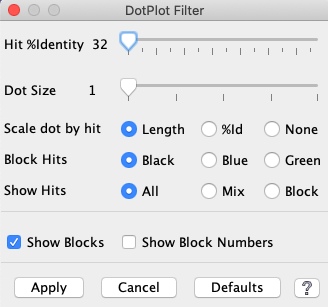 DotPlot Filter
Hit %Identity 32
Dot Size 1
Scale dot by hit Length %Id None
Block Hits Black Blue Green
Show Hits All Mix Block
Show Blocks Show Block Numbers
Apply Cancel Defaults ?